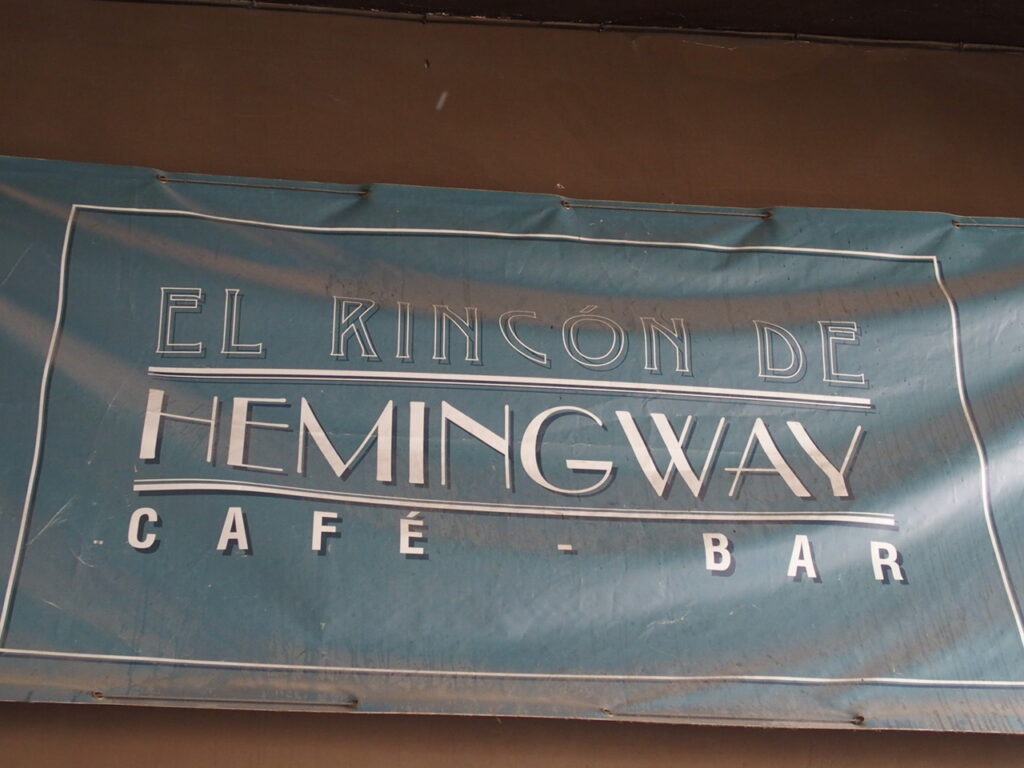 EL RINCÓN DE
HEMINGWAY
CAFÉ - BAR